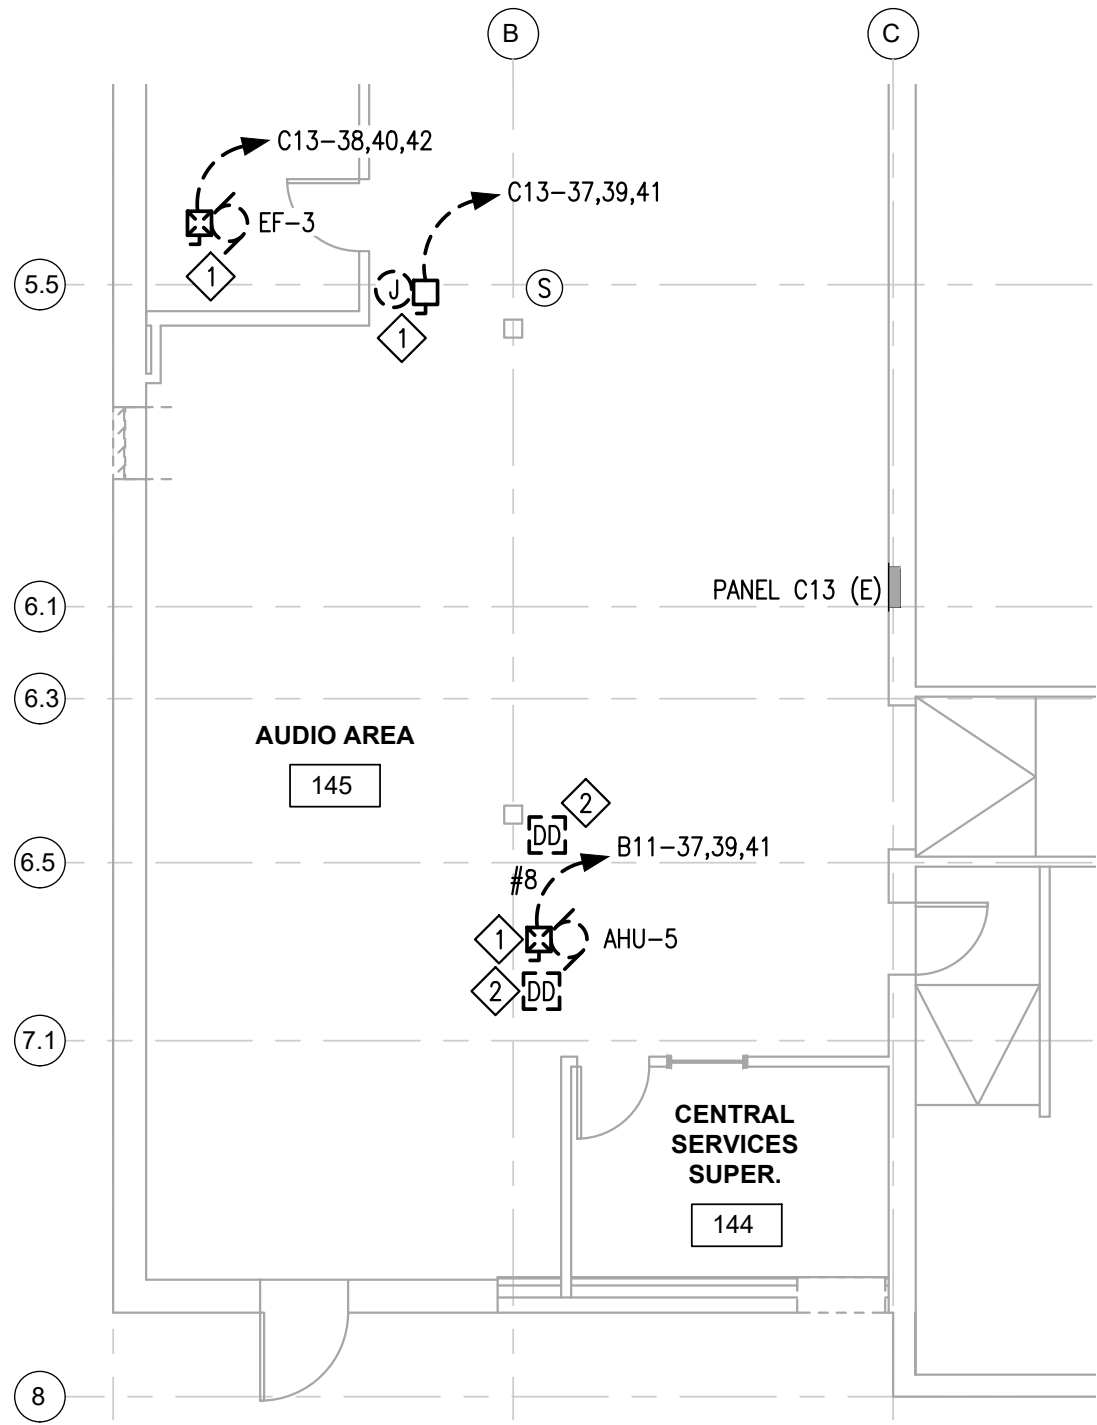 B
C
C13-38,40,42
C13-37,39,41
EF-3
1
5.5
J
S
1
PANEL C13 (E)
6.1
6.3
AUDIO AREA
145
2
DD
B11-37,39,41
6.5
#8
1
AHU-5
2
DD
7.1
CENTRAL
SERVICES
SUPER.
144
8